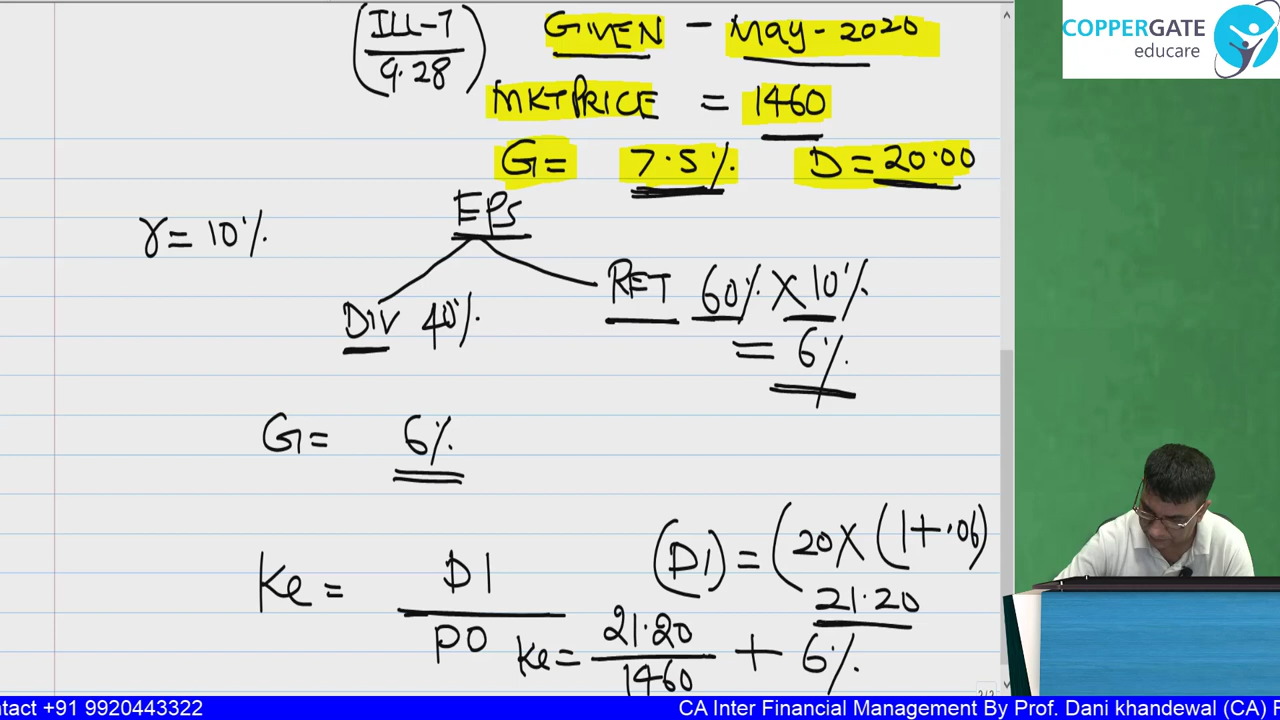 COPPERGATE
educare
(ILL-7 / 9.28)
GIVEN - May-2020
MKT PRICE = 1460
G = 7.5% D = 20.00
EPS
r = 10%
RET 60% X 10%
DIV 40%
= 6%
G = 6%
(D1) = (20 X (1+.06)
Ke = D1 / P0
21.20
Ke = 21.20 / 1460 + 6%
2/2
ntact +91 9920443322 CA Inter Financial Management By Prof. Dani khandewal (CA) F